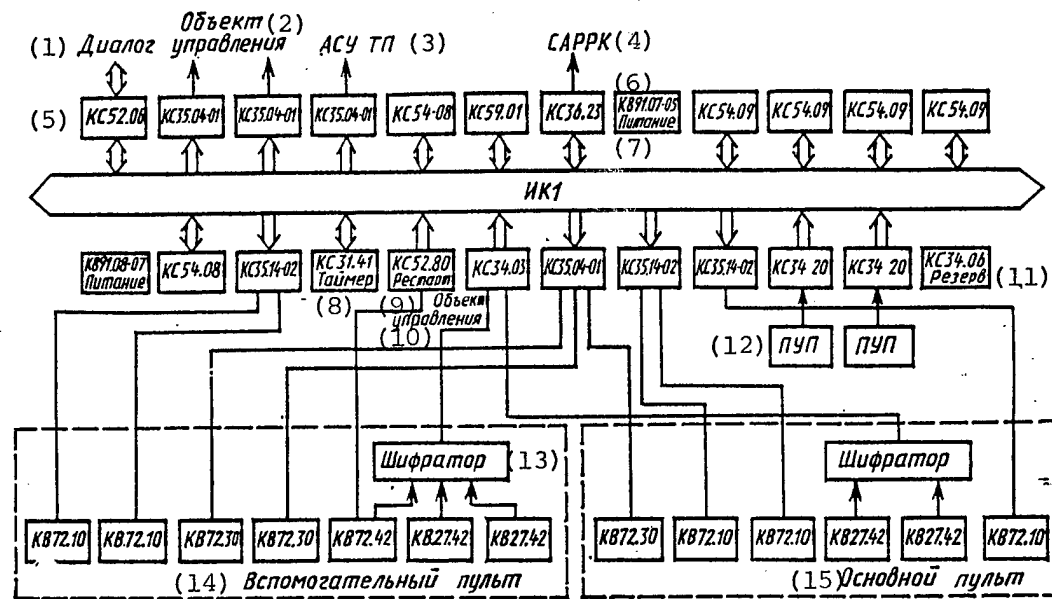 Объект (2)
(1) Диалог управления АСУ ТП (3) САРРК (4)
(6)
(5) КС52.08 КС35.04-01 КС35.04-01 КС35.04-01 КС54-08 КС59.01 КС36.23 КВ91.07-05 КС54.09 КС54.09 КС54.09 КС54.09
Питание
(7)
ИК1
КВ91.08-07 КС54.08 КС35.14-02 КС31.41 КС52.80 КС34.03 КС35.04-01 КС35.14-02 КС35.14-02 КС34 20 КС34 20 КС34.06
Питание Таймер Рестарт Резерв (11)
(8) (9) Объект
управления
(10)
(12) ПУП ПУП
Шифратор (13) Шифратор
КВ72.10 КВ.72.10 КВ72.30 КВ72.30 КВ72.42 КВ.27.42 КВ27.42 КВ72.30 КВ72.10 КВ72.10 КВ27.42 КВ27.42 КВ72.10
(14) Вспомогательный пульт (15) Основной пульт